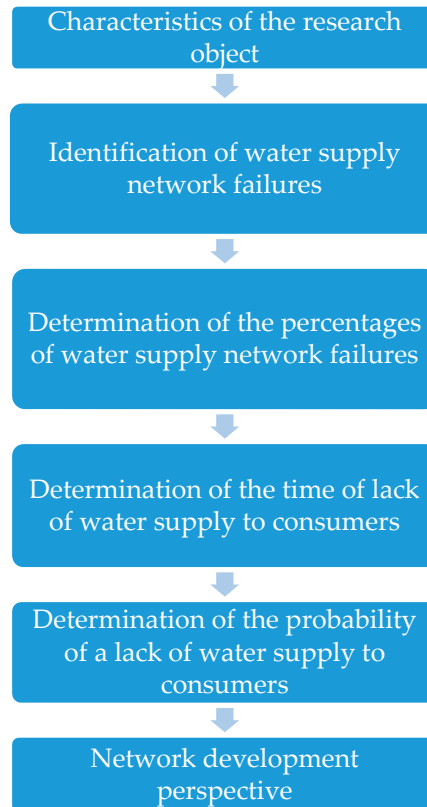 Characteristics of the research
object
Identification of water supply
network failures
Determination of the percentages
of water supply network failures
Determination of the time of lack
of water supply to consumers
Determination of the probability
of a lack of water supply to
consumers
Network development
perspective